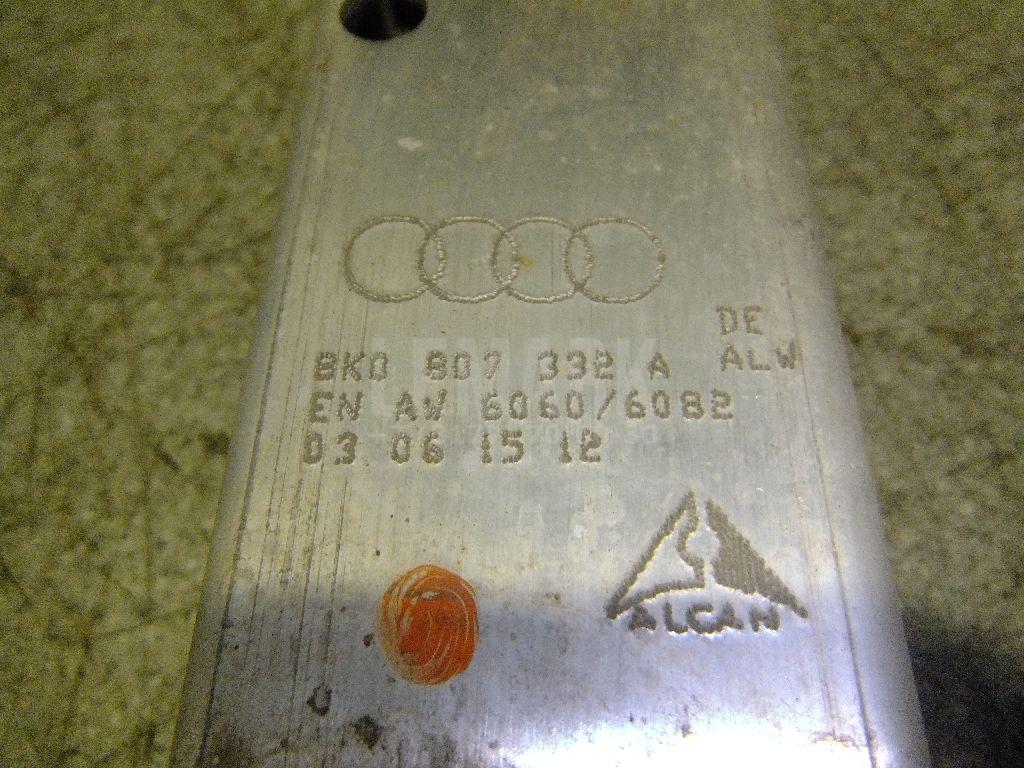 DE
8K0 807 332 A ALW
EN AW 6060/6082
03 06 15 12
ALCAN